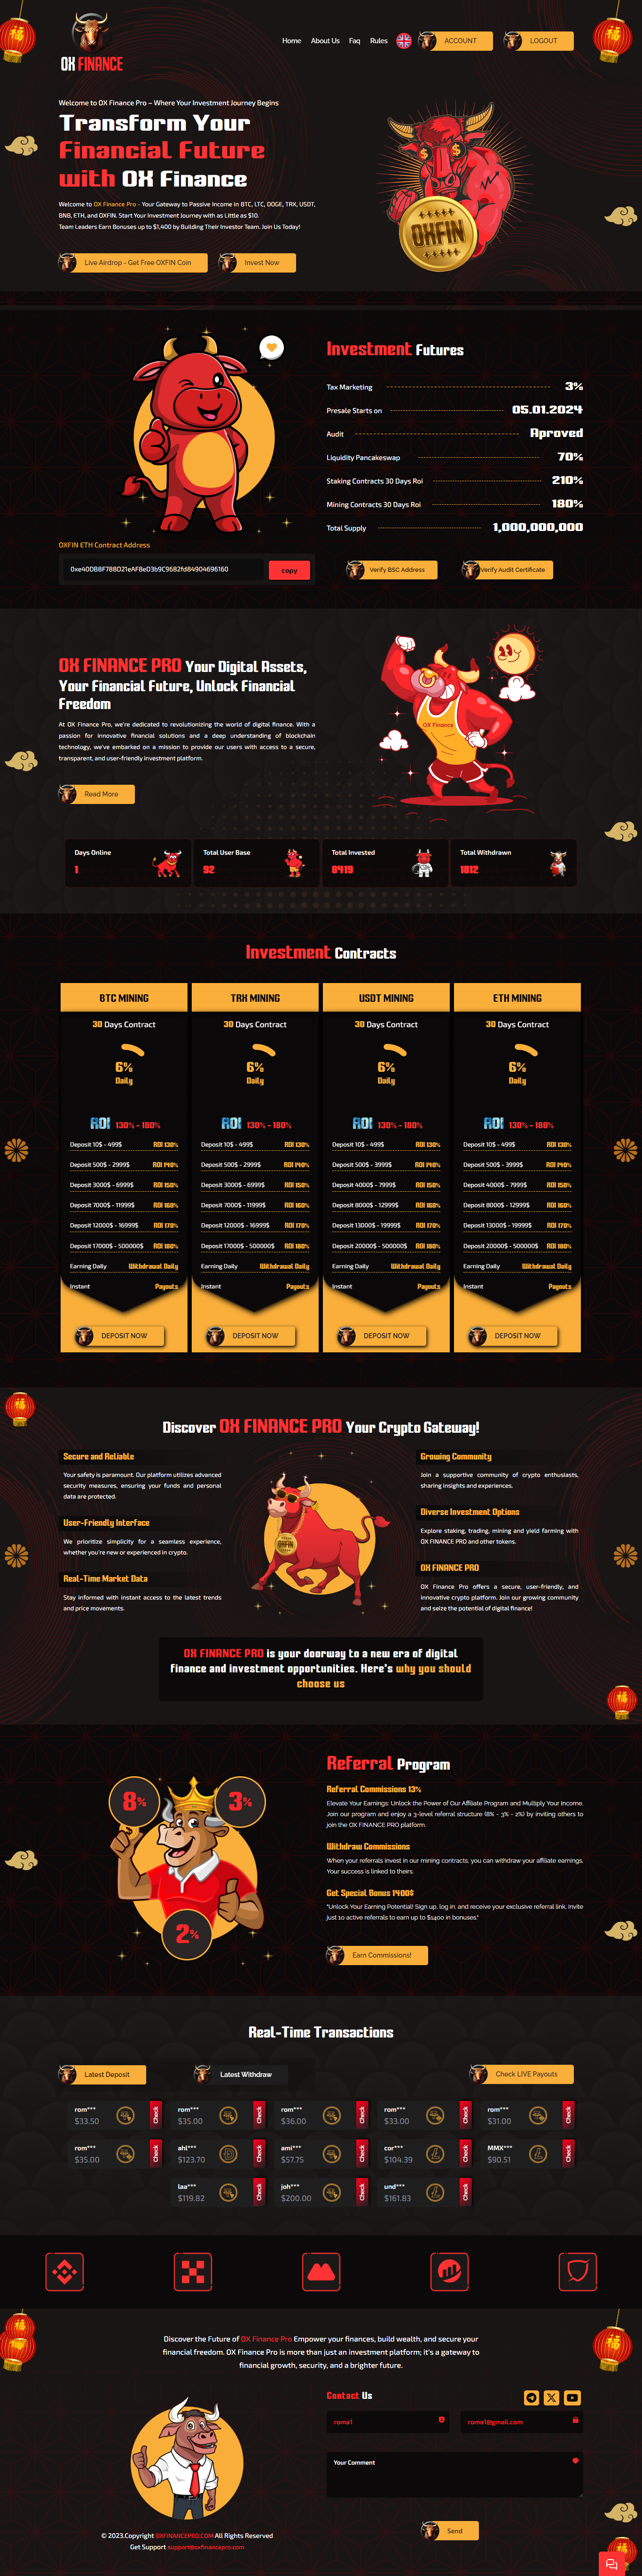 OX FINANCE
Home About Us Faq Rules
ACCOUNT
LOGOUT
Welcome to OX Finance Pro – Where Your Investment Journey Begins
Transform Your
Financial Future
with OX Finance
Welcome to OX Finance Pro - Your Gateway to Passive Income in BTC, LTC, DOGE, TRX, USDT,
BNB, ETH, and OXFIN. Start Your Investment Journey with as Little as $10.
Team Leaders Earn Bonuses up to $1,400 by Building Their Investor Team. Join Us Today!
Live Airdrop - Get Free OXFIN Coin
Invest Now
OXFIN
Investment Futures
Tax Marketing 3%
Presale Starts on 05.01.2024
Audit Aproved
Liquidity Pancakeswap 70%
Staking Contracts 30 Days Roi 210%
Mining Contracts 30 Days Roi 180%
Total Supply 1,000,000,000
OXFIN ETH Contract Address
0xe40DB8F788D21eAF8eD3b9C9682fd84904696160
copy
Verify BSC Address
Verify Audit Certificate
OX FINANCE PRO Your Digital Assets,
Your Financial Future, Unlock Financial
Freedom
At OX Finance Pro, we're dedicated to revolutionizing the world of digital finance. With a
passion for innovative financial solutions and a deep understanding of blockchain
technology, we've embarked on a mission to provide our users with access to a secure,
transparent, and user-friendly investment platform.
Read More
OX Finance
Days Online
1
Total User Base
92
Total Invested
8419
Total Withdrawn
1812
Investment Contracts
BTC MINING
30 Days Contract
6%
Daily
ROI 130% - 180%
Deposit 10$ - 499$ ROI 130%
Deposit 500$ - 2999$ ROI 140%
Deposit 3000$ - 6999$ ROI 150%
Deposit 7000$ - 11999$ ROI 160%
Deposit 12000$ - 16999$ ROI 170%
Deposit 17000$ - 500000$ ROI 180%
Earning Daily Withdrawal Daily
Instant Payouts
DEPOSIT NOW
TRX MINING
30 Days Contract
6%
Daily
ROI 130% - 180%
Deposit 10$ - 499$ ROI 130%
Deposit 500$ - 2999$ ROI 140%
Deposit 3000$ - 6999$ ROI 150%
Deposit 7000$ - 11999$ ROI 160%
Deposit 12000$ - 16999$ ROI 170%
Deposit 17000$ - 500000$ ROI 180%
Earning Daily Withdrawal Daily
Instant Payouts
DEPOSIT NOW
USDT MINING
30 Days Contract
6%
Daily
ROI 130% - 180%
Deposit 10$ - 499$ ROI 130%
Deposit 500$ - 3999$ ROI 140%
Deposit 4000$ - 7999$ ROI 150%
Deposit 8000$ - 12999$ ROI 160%
Deposit 13000$ - 19999$ ROI 170%
Deposit 20000$ - 500000$ ROI 180%
Earning Daily Withdrawal Daily
Instant Payouts
DEPOSIT NOW
ETH MINING
30 Days Contract
6%
Daily
ROI 130% - 180%
Deposit 10$ - 499$ ROI 130%
Deposit 500$ - 3999$ ROI 140%
Deposit 4000$ - 7999$ ROI 150%
Deposit 8000$ - 12999$ ROI 160%
Deposit 13000$ - 19999$ ROI 170%
Deposit 20000$ - 500000$ ROI 180%
Earning Daily Withdrawal Daily
Instant Payouts
DEPOSIT NOW
福
Discover OX FINANCE PRO Your Crypto Gateway!
Secure and Reliable
Your safety is paramount. Our platform utilizes advanced
security measures, ensuring your funds and personal
data are protected.
User-Friendly Interface
We prioritize simplicity for a seamless experience,
whether you're new or experienced in crypto.
Real-Time Market Data
Stay informed with instant access to the latest trends
and price movements.
OXFIN
Growing Community
Join a supportive community of crypto enthusiasts,
sharing insights and experiences.
Diverse Investment Options
Explore staking, trading, mining and yield farming with
OX FINANCE PRO and other tokens.
OX FINANCE PRO
OX Finance Pro offers a secure, user-friendly, and
innovative crypto platform. Join our growing community
and seize the potential of digital finance!
OX FINANCE PRO is your doorway to a new era of digital
finance and investment opportunities. Here's why you should
choose us
福
8%
3%
2%
Referral Program
Referral Commissions 13%
Elevate Your Earnings: Unlock the Power of Our Affiliate Program and Multiply Your Income.
Join our program and enjoy a 3-level referral structure (8% - 3% - 2%) by inviting others to
join the OX FINANCE PRO platform.
Withdraw Commissions
When your referrals invest in our mining contracts, you can withdraw your affiliate earnings.
Your success is linked to theirs.
Get Special Bonus 1400$
"Unlock Your Earning Potential! Sign up, log in, and receive your exclusive referral link. Invite
just 10 active referrals to earn up to $1400 in bonuses."
Earn Commissions!
Real-Time Transactions
Latest Deposit
Latest Withdraw
Check LIVE Payouts
rom***
$33.50
Check
rom***
$35.00
Check
rom***
$36.00
Check
rom***
$33.00
Check
rom***
$31.00
Check
rom***
$35.00
Check
ahl***
$123.70
Check
ami***
$57.75
Check
cor***
$104.39
Check
MMX***
$90.51
Check
laa***
$119.82
Check
joh***
$200.00
Check
und***
$161.83
Check
福
福
Discover the Future of OX Finance Pro Empower your finances, build wealth, and secure your
financial freedom. OX Finance Pro is more than just an investment platform; it's a gateway to
financial growth, security, and a brighter future.
Contact Us
roma1
roma1@gmail.com
Your Comment
Send
© 2023.Copyright OXFINANCEPRO.COM All Rights Reserved
Get Support support@oxfinancepro.com